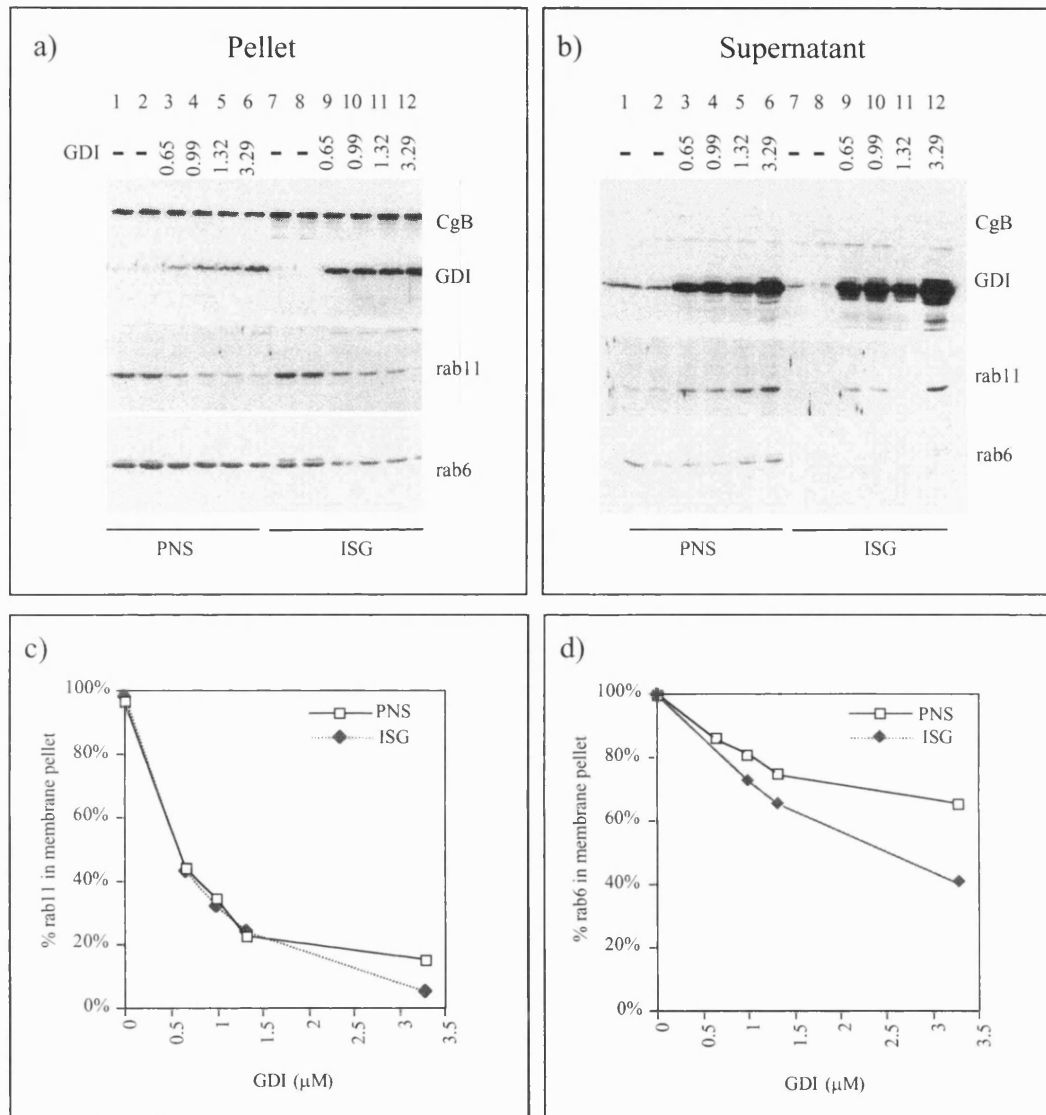 a)
Pellet
1 2 3 4 5 6 7 8 9 10 11 12
GDI - - 0.65 0.99 1.32 3.29 - - 0.65 0.99 1.32 3.29
CgB
GDI
rab11
rab6
PNS ISG
b)
Supernatant
1 2 3 4 5 6 7 8 9 10 11 12
- - 0.65 0.99 1.32 3.29 - - 0.65 0.99 1.32 3.29
CgB
GDI
rab11
rab6
PNS ISG
c)
% rab11 in membrane pellet
100%
80%
60%
40%
20%
0%
PNS
ISG
0 0.5 1 1.5 2 2.5 3 3.5
GDI (μM)
d)
% rab6 in membrane pellet
100%
80%
60%
40%
20%
0%
PNS
ISG
0 0.5 1 1.5 2 2.5 3 3.5
GDI (μM)